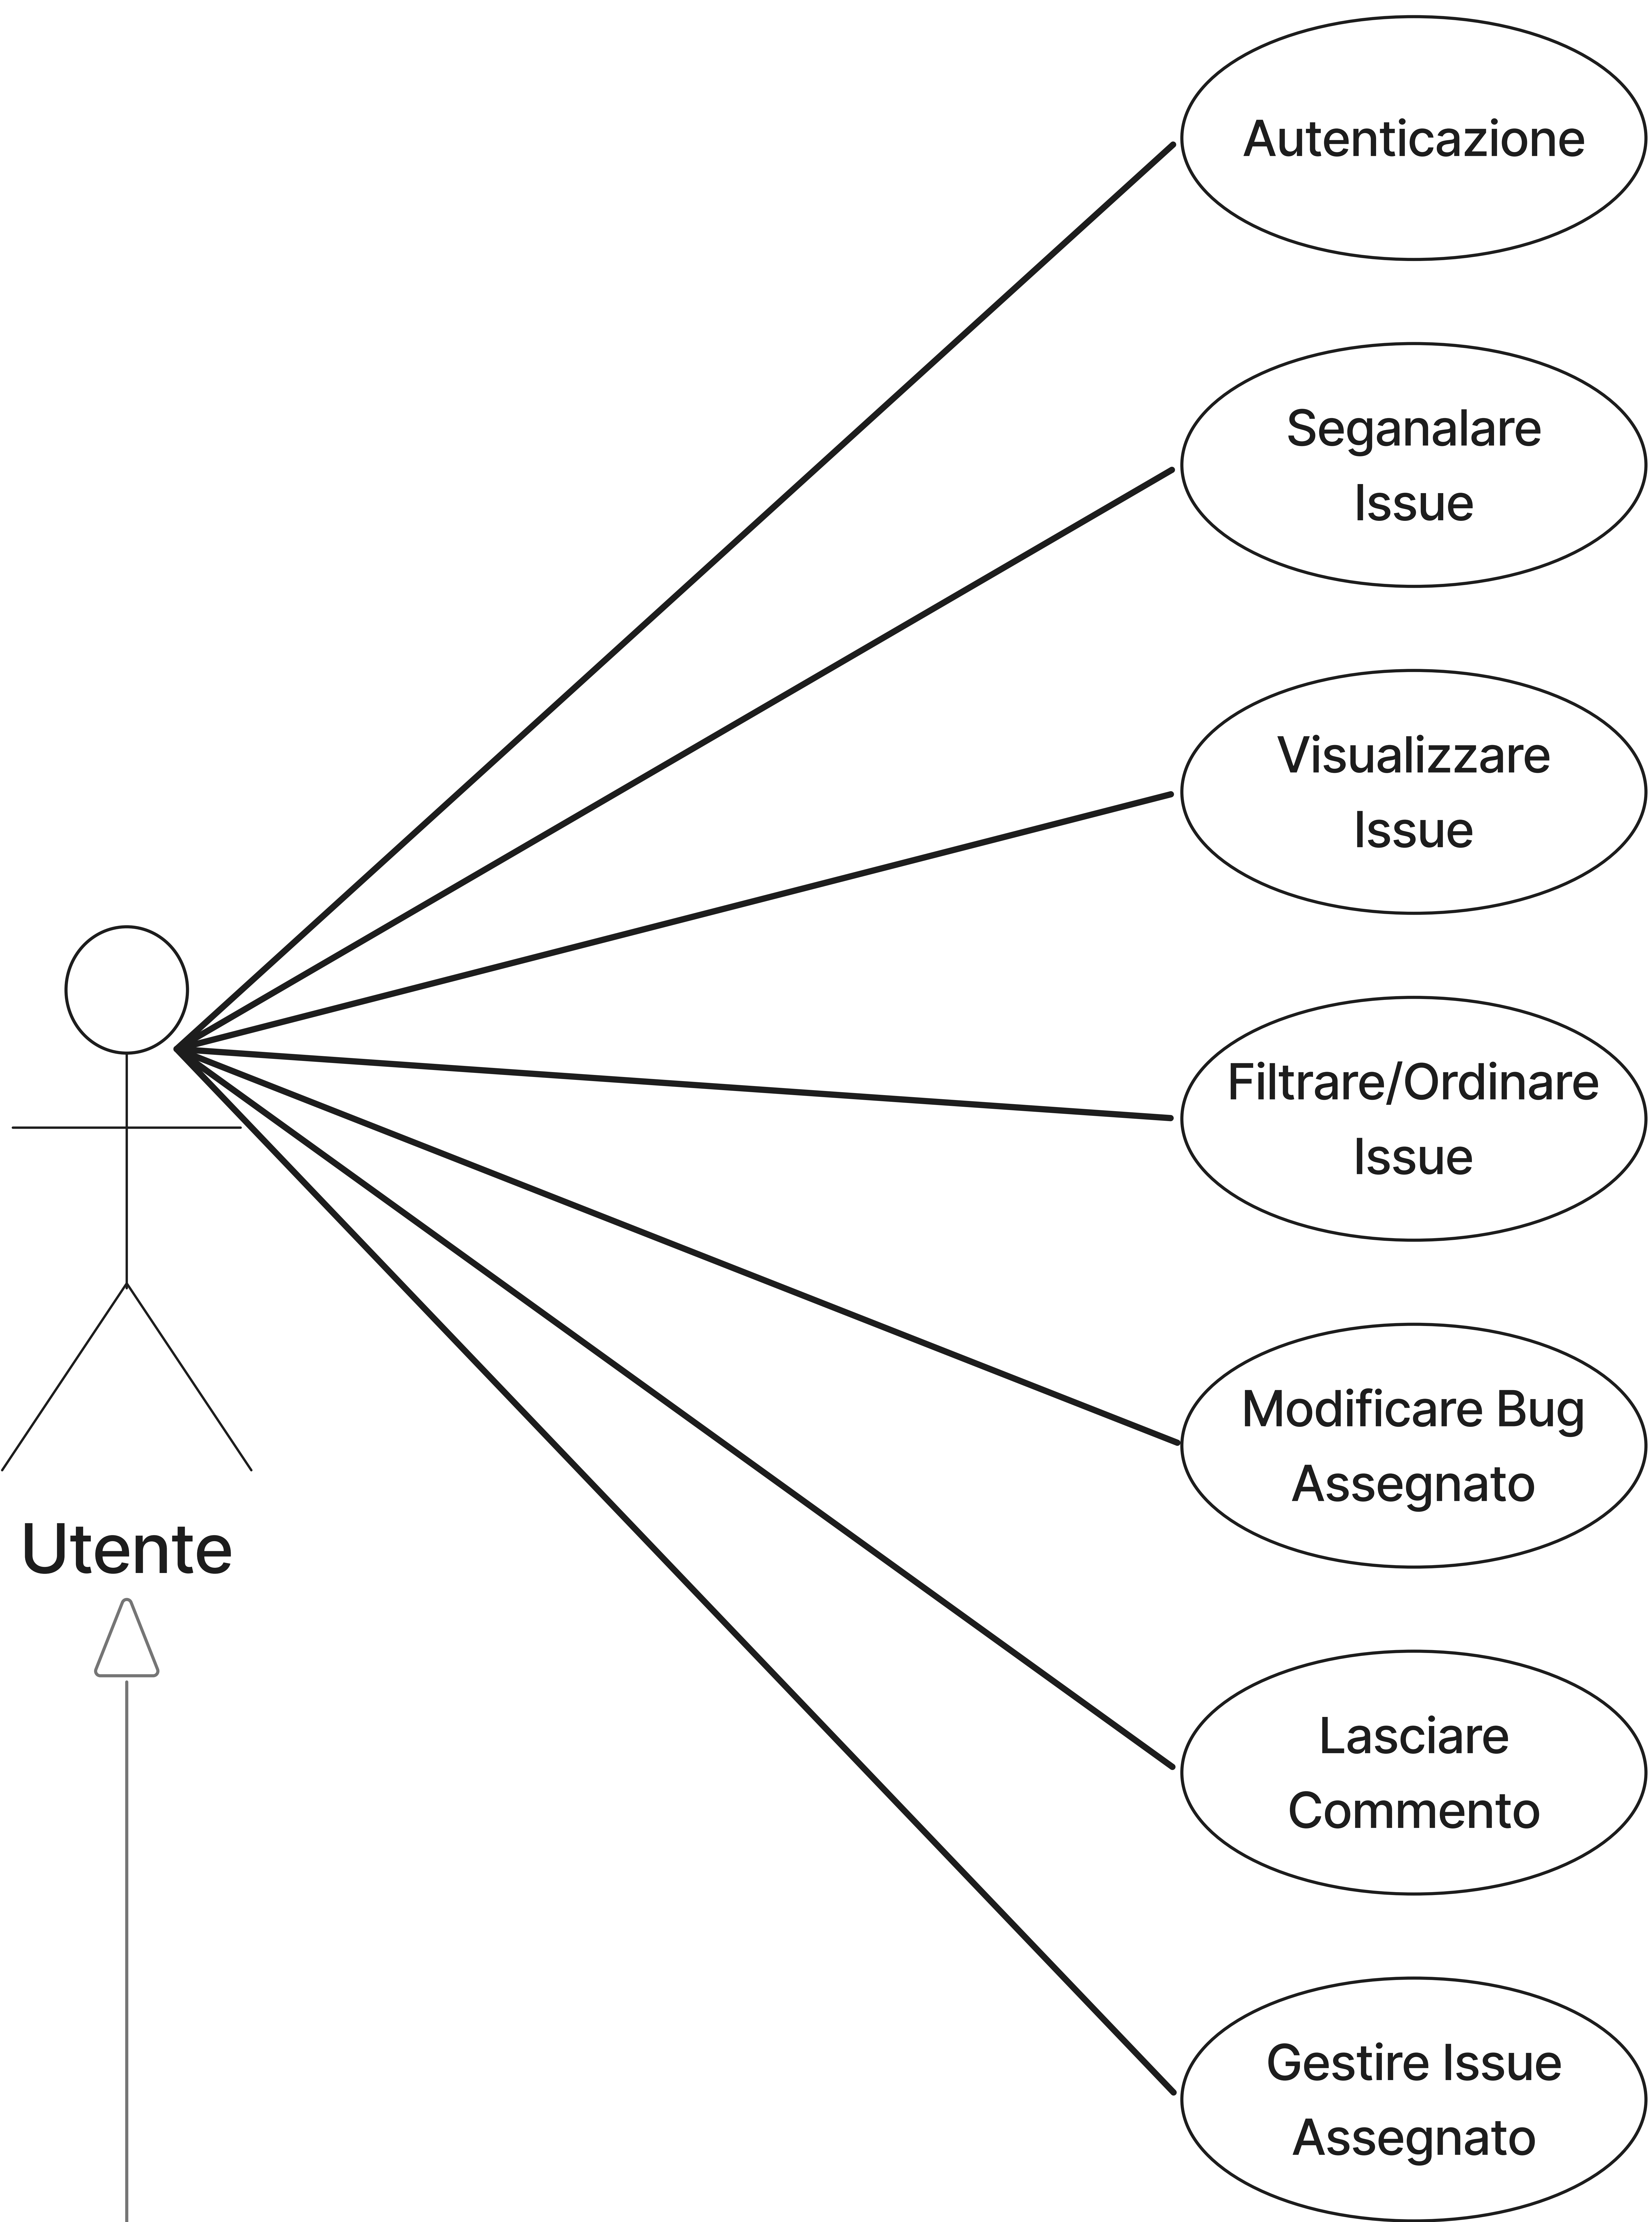 Autenticazione
Seganalare
Issue
Visualizzare
Issue
Filtrare/Ordinare
Issue
Modificare Bug
Assegnato
Utente
Lasciare
Commento
Gestire Issue
Assegnato